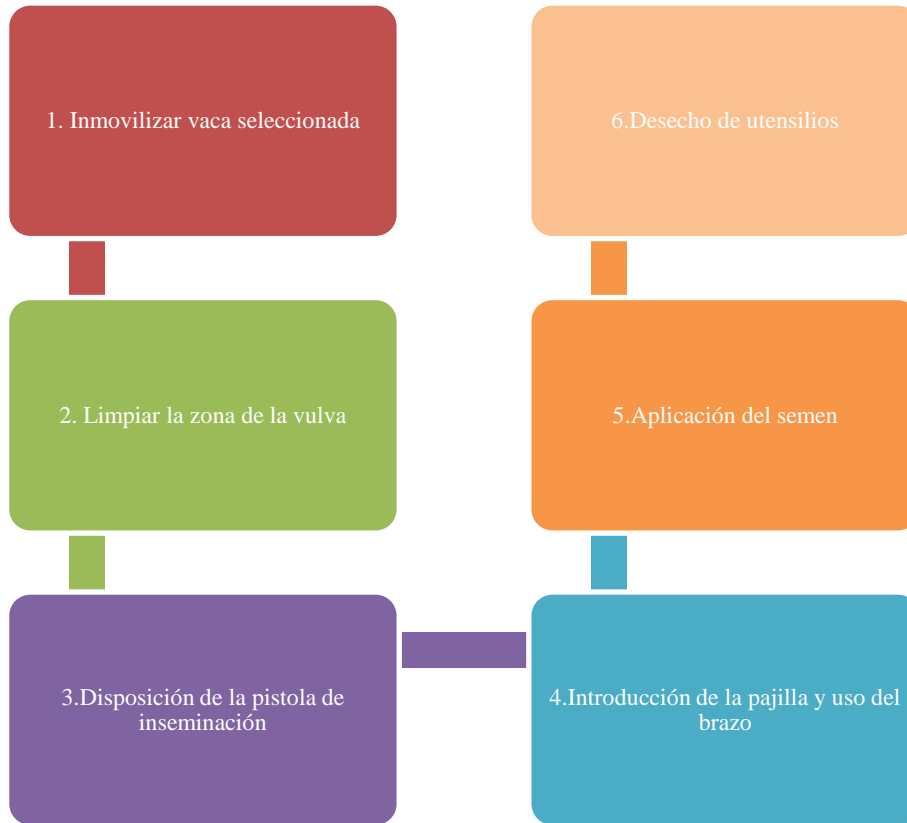 1. Inmovilizar vaca seleccionada
2. Limpiar la zona de la vulva
3.Disposición de la pistola de
inseminación
4.Introducción de la pajilla y uso del
brazo
5.Aplicación del semen
6.Desecho de utensilios